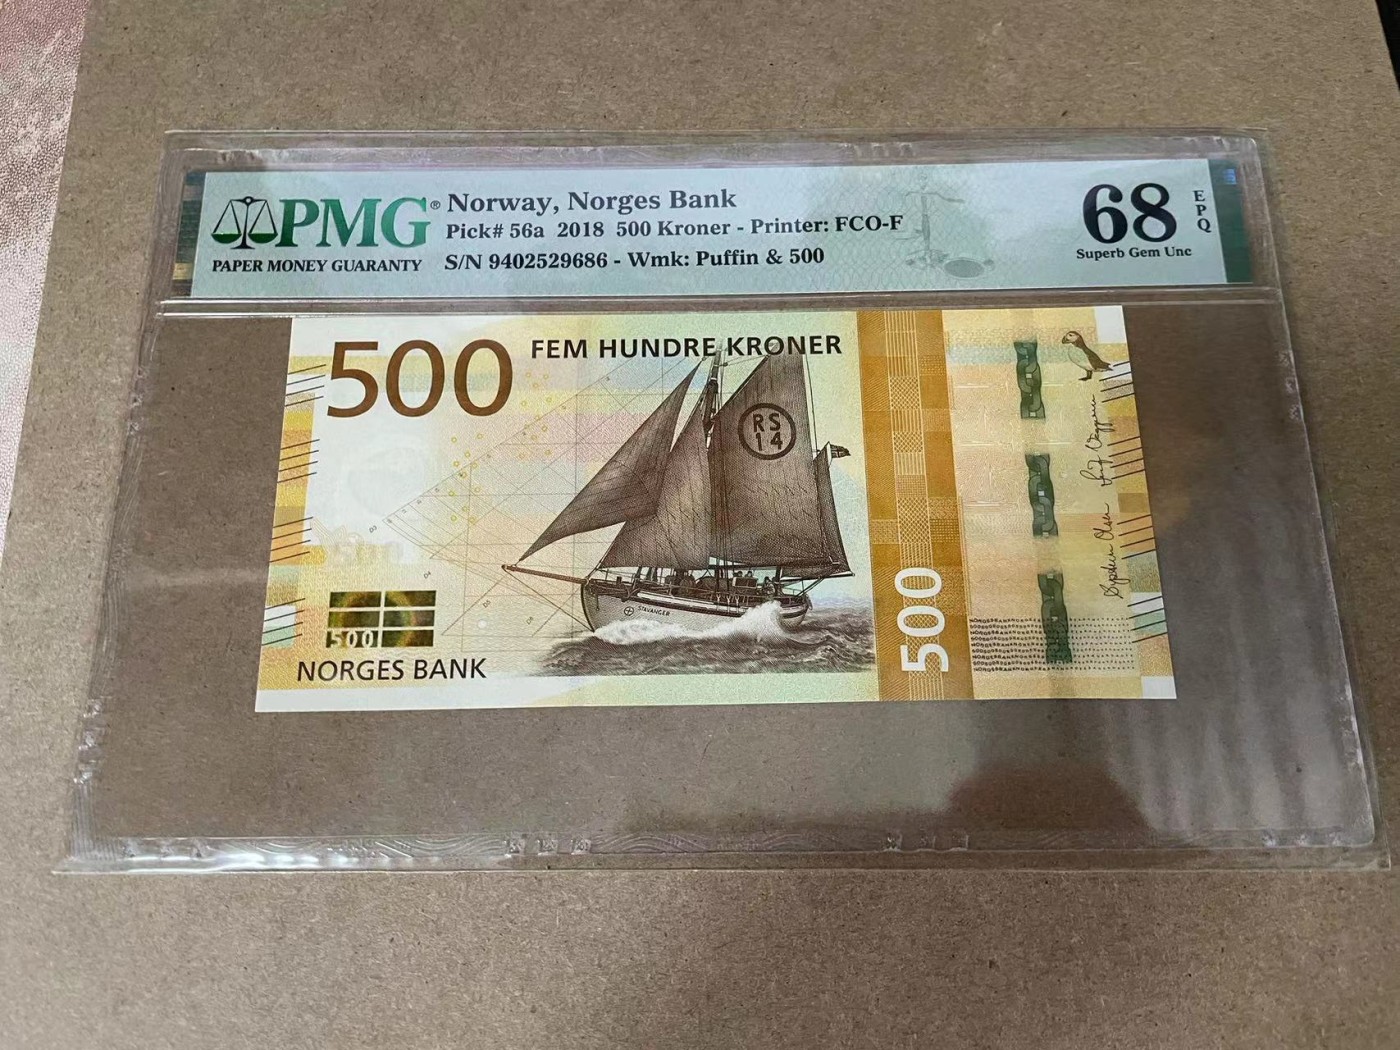 PMG®
PAPER MONEY GUARANTY
Norway, Norges Bank
Pick# 56a 2018 500 Kroner - Printer: FCO-F
S/N 9402529686 - Wmk: Puffin & 500
68
EPQ
Superb Gem Unc
500
FEM HUNDRE KRONER
RS
14
STAVANGER
500
NORGES BANK
500